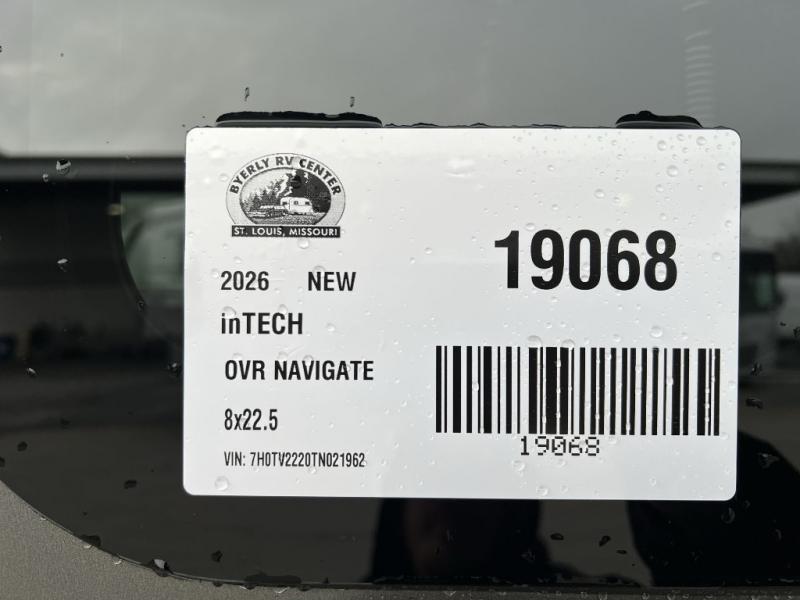 BYERLY RV CENTER
ST. LOUIS, MISSOURI
19068
2026 NEW
inTECH
OVR NAVIGATE
8x22.5
19068
VIN: 7H0TV2220TN021962